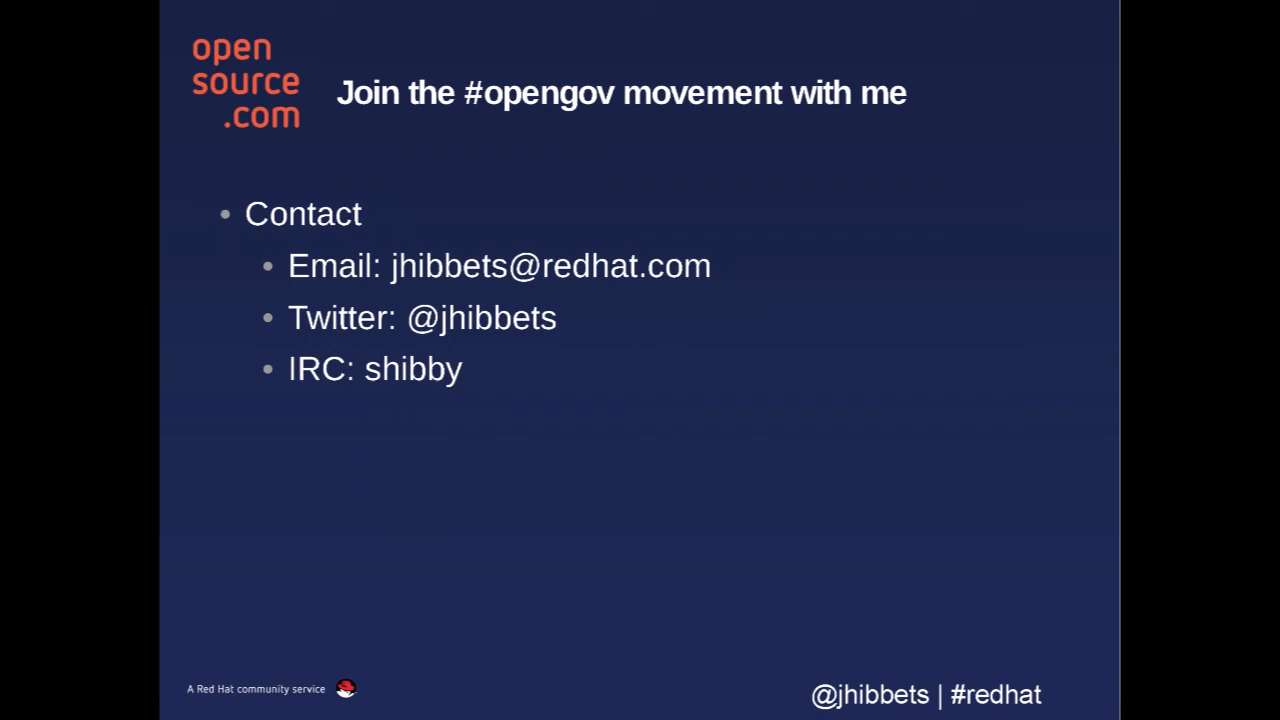 open
source
.com
Join the #opengov movement with me
• Contact
• Email: jhibbets@redhat.com
• Twitter: @jhibbets
• IRC: shibby
A Red Hat community service
@jhibbets | #redhat